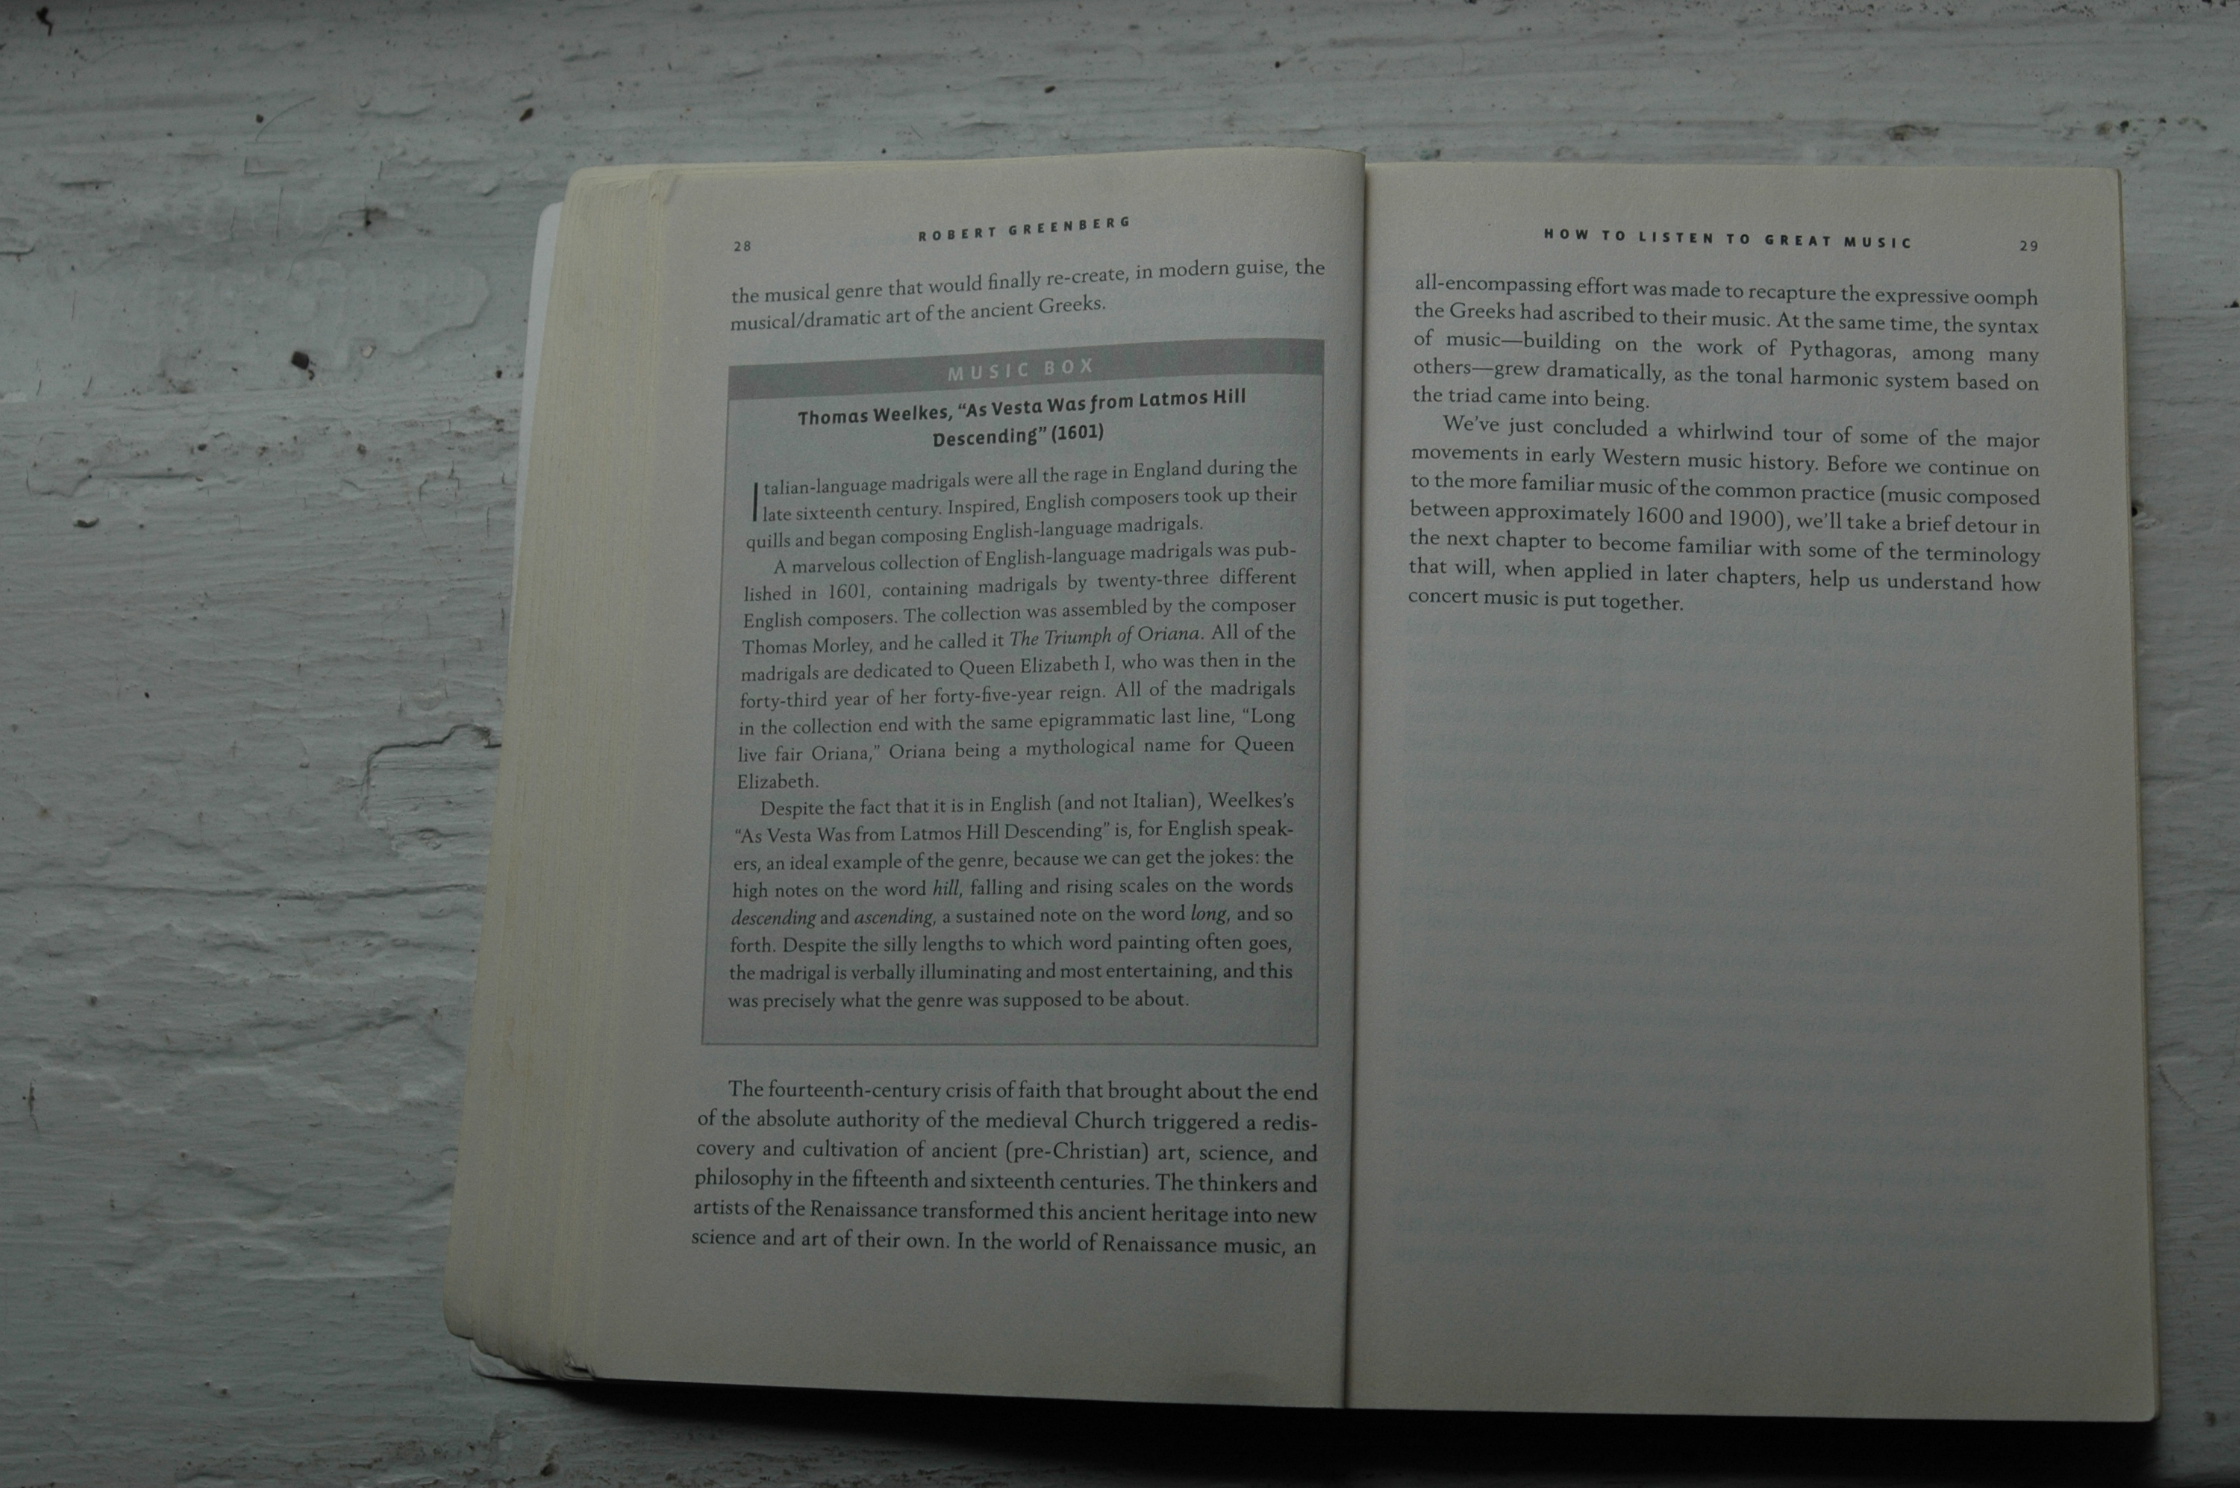 28
ROBERT GREENBERG
the musical genre that would finally re-create, in modern guise, the
musical/dramatic art of the ancient Greeks.
MUSIC BOX
Thomas Weelkes, “As Vesta Was from Latmos Hill
Descending” (1601)
Italian-language madrigals were all the rage in England during the
late sixteenth century. Inspired, English composers took up their
quills and began composing English-language madrigals.
A marvelous collection of English-language madrigals was pub-
lished in 1601, containing madrigals by twenty-three different
English composers. The collection was assembled by the composer
Thomas Morley, and he called it The Triumph of Oriana. All of the
madrigals are dedicated to Queen Elizabeth I, who was then in the
forty-third year of her forty-five-year reign. All of the madrigals
in the collection end with the same epigrammatic last line, “Long
live fair Oriana,” Oriana being a mythological name for Queen
Elizabeth.
Despite the fact that it is in English (and not Italian), Weelkes’s
“As Vesta Was from Latmos Hill Descending” is, for English speak-
ers, an ideal example of the genre, because we can get the jokes: the
high notes on the word hill, falling and rising scales on the words
descending and ascending, a sustained note on the word long, and so
forth. Despite the silly lengths to which word painting often goes,
the madrigal is verbally illuminating and most entertaining, and this
was precisely what the genre was supposed to be about.
The fourteenth-century crisis of faith that brought about the end
of the absolute authority of the medieval Church triggered a redis-
covery and cultivation of ancient (pre-Christian) art, science, and
philosophy in the fifteenth and sixteenth centuries. The thinkers and
artists of the Renaissance transformed this ancient heritage into new
science and art of their own. In the world of Renaissance music, an
HOW TO LISTEN TO GREAT MUSIC
29
all-encompassing effort was made to recapture the expressive oomph
the Greeks had ascribed to their music. At the same time, the syntax
of music—building on the work of Pythagoras, among many
others—grew dramatically, as the tonal harmonic system based on
the triad came into being.
We’ve just concluded a whirlwind tour of some of the major
movements in early Western music history. Before we continue on
to the more familiar music of the common practice (music composed
between approximately 1600 and 1900), we’ll take a brief detour in
the next chapter to become familiar with some of the terminology
that will, when applied in later chapters, help us understand how
concert music is put together.